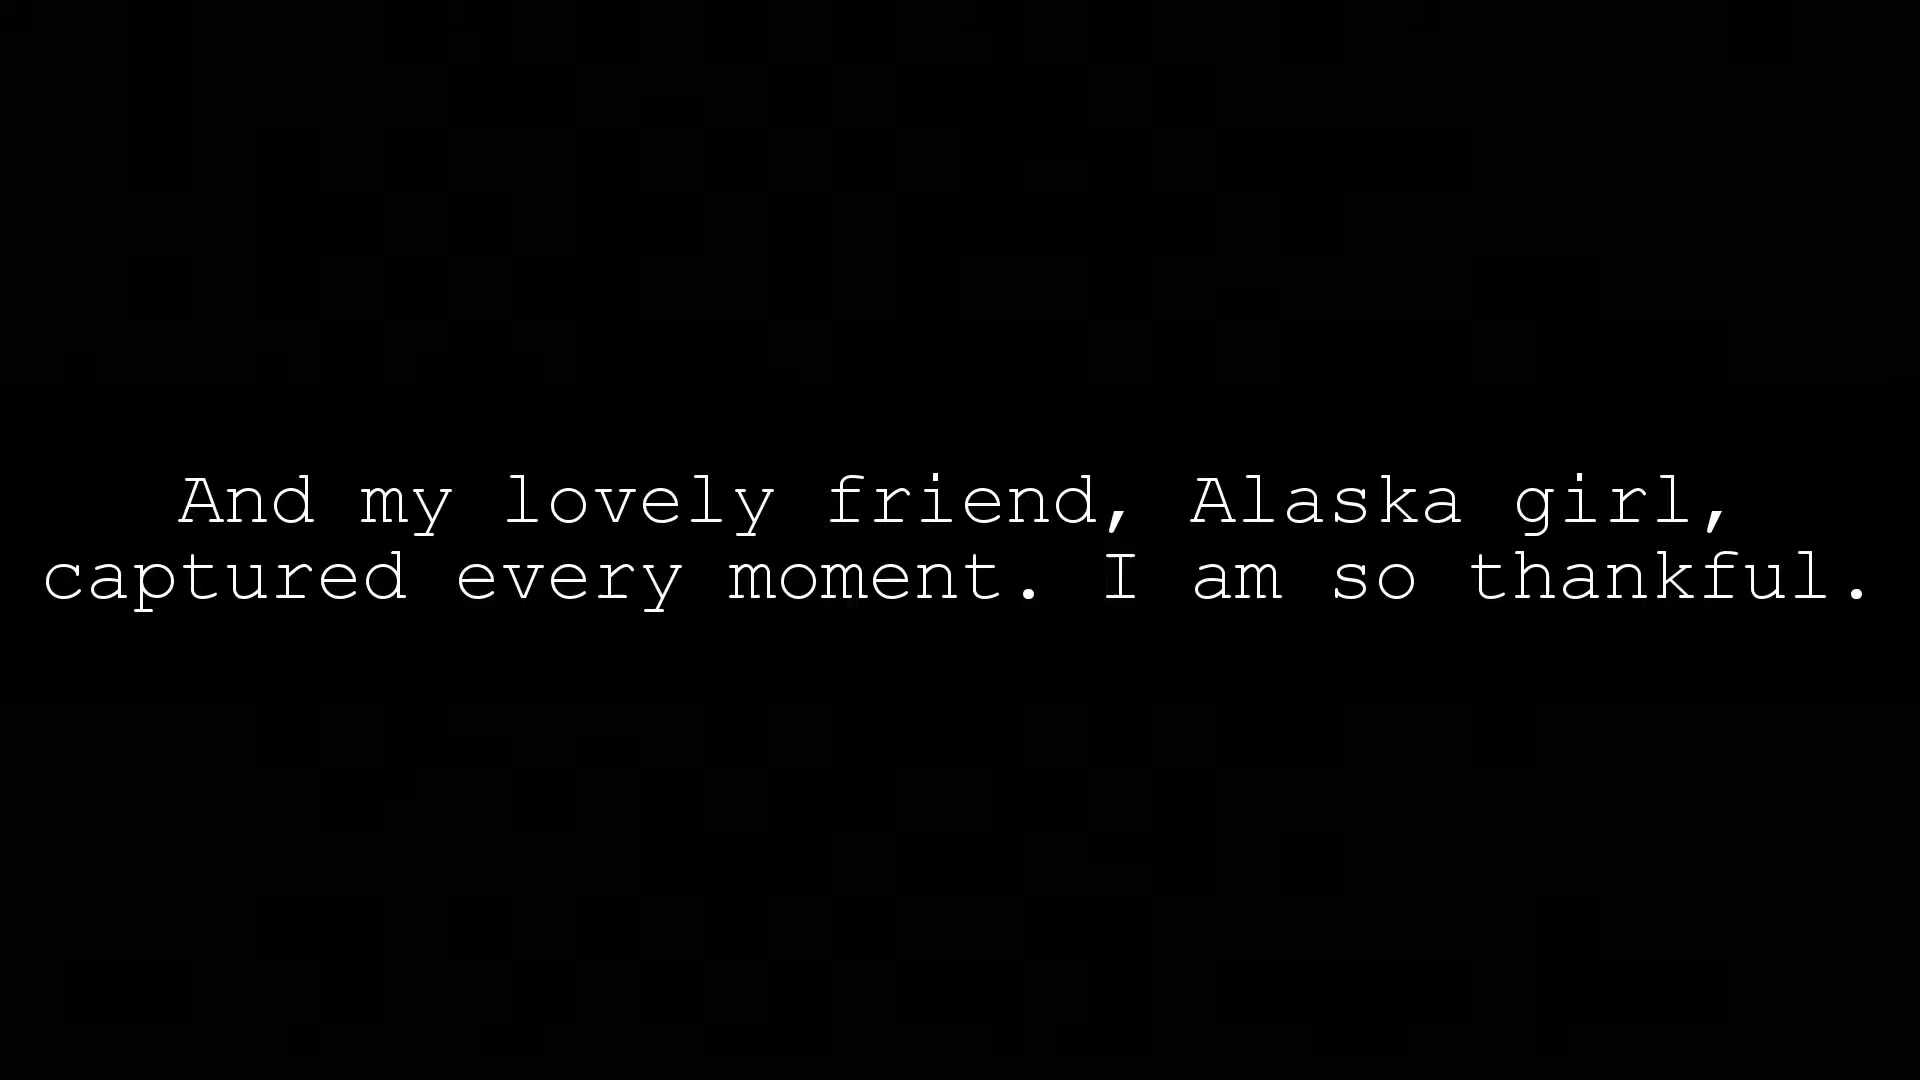 And my lovely friend, Alaska girl,
captured every moment. I am so thankful.